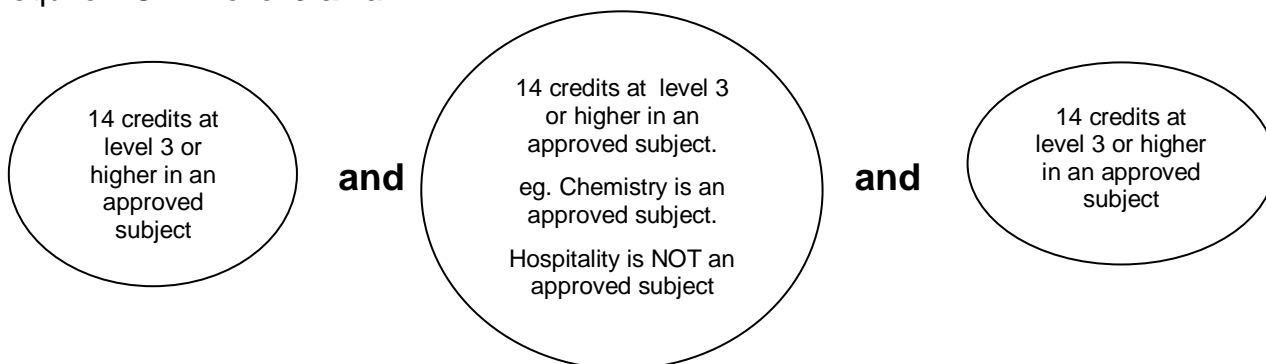 14 credits at
level 3 or
higher in an
approved
subject
and
14 credits at level 3
or higher in an
approved subject.
eg. Chemistry is an
approved subject.
Hospitality is NOT an
approved subject
and
14 credits at
level 3 or higher
in an approved
subject